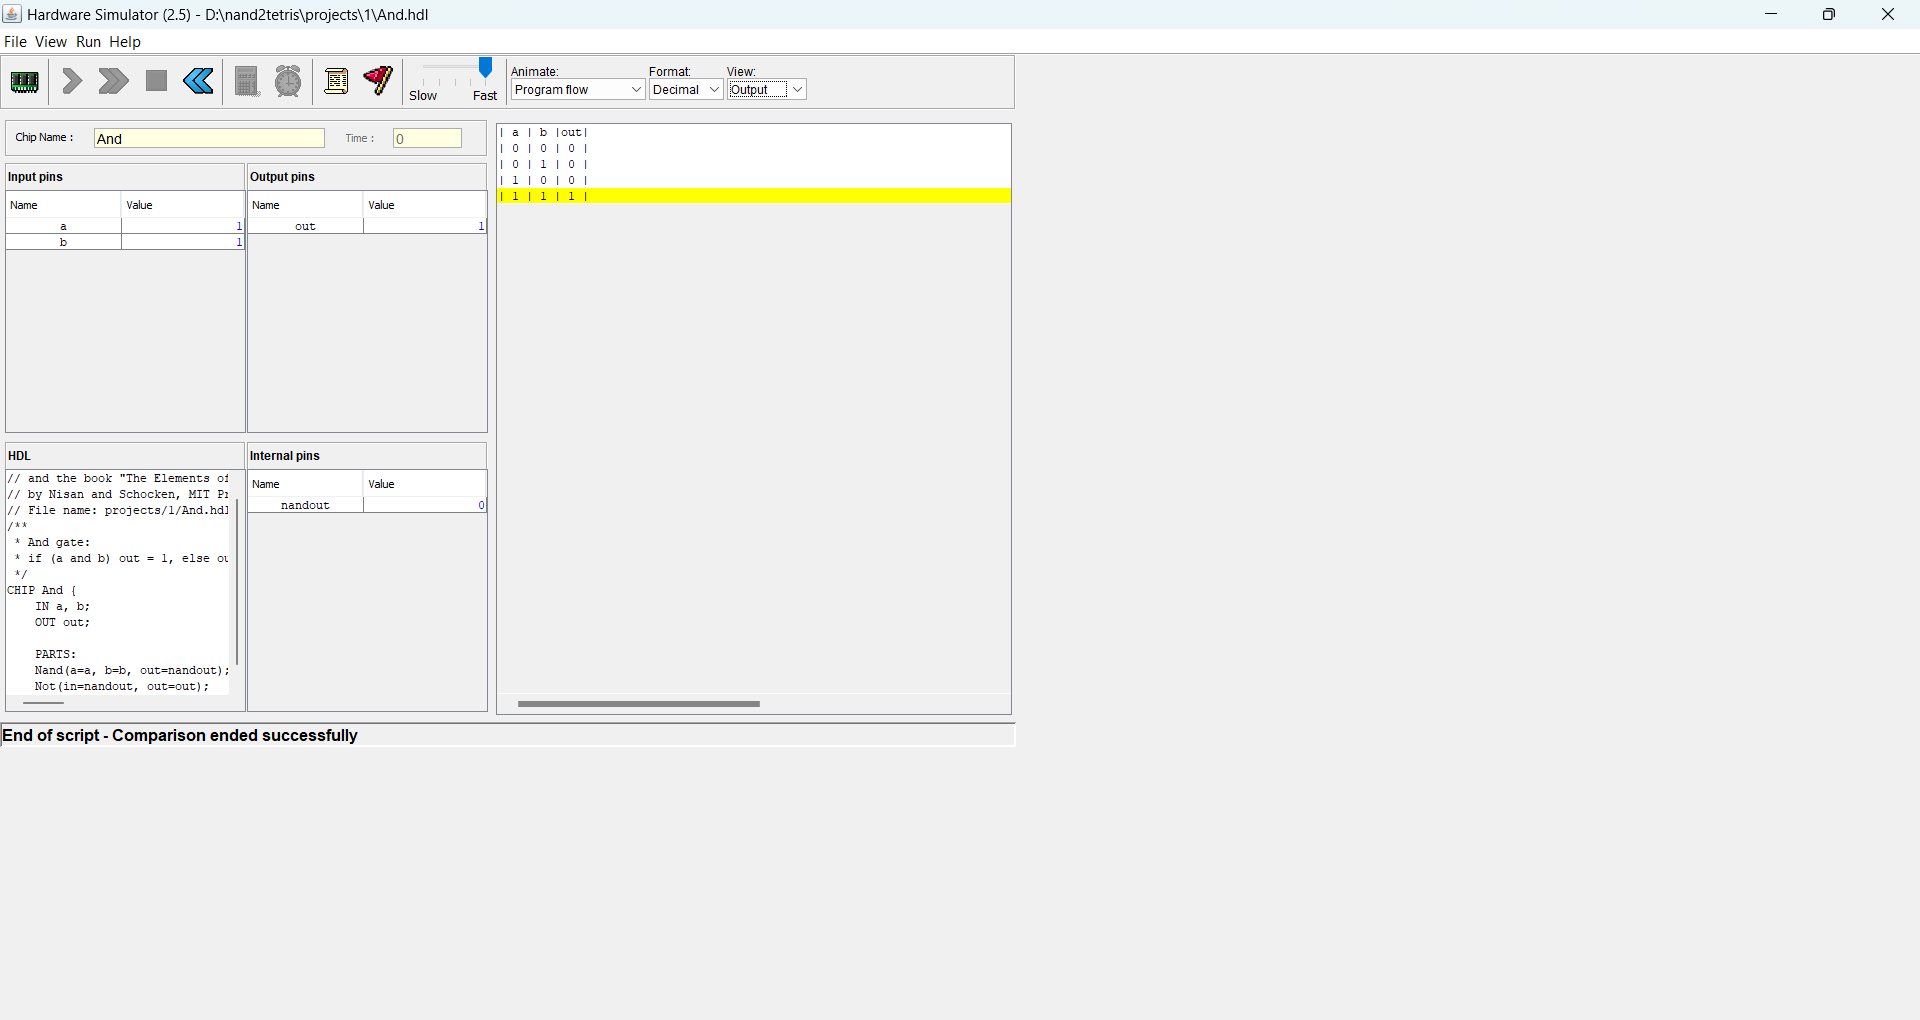 Hardware Simulator (2.5) - D:\nand2tetris\projects\1\And.hdl
File View Run Help
Slow Fast
Animate: Format: View:
Program flow Decimal Output
Chip Name : And Time : 0
Input pins Output pins
Name Value Name Value
a 1 out 1
b 1
| a | b |out|
| 0 | 0 | 0 |
| 0 | 1 | 0 |
| 1 | 0 | 0 |
| 1 | 1 | 1 |
HDL
// and the book "The Elements of
// by Nisan and Schocken, MIT Pr
// File name: projects/1/And.hdl
/**
* And gate:
* if (a and b) out = 1, else ou
*/
CHIP And {
IN a, b;
OUT out;
PARTS:
Nand(a=a, b=b, out=nandout);
Not(in=nandout, out=out);
Internal pins
Name Value
nandout 0
End of script - Comparison ended successfully